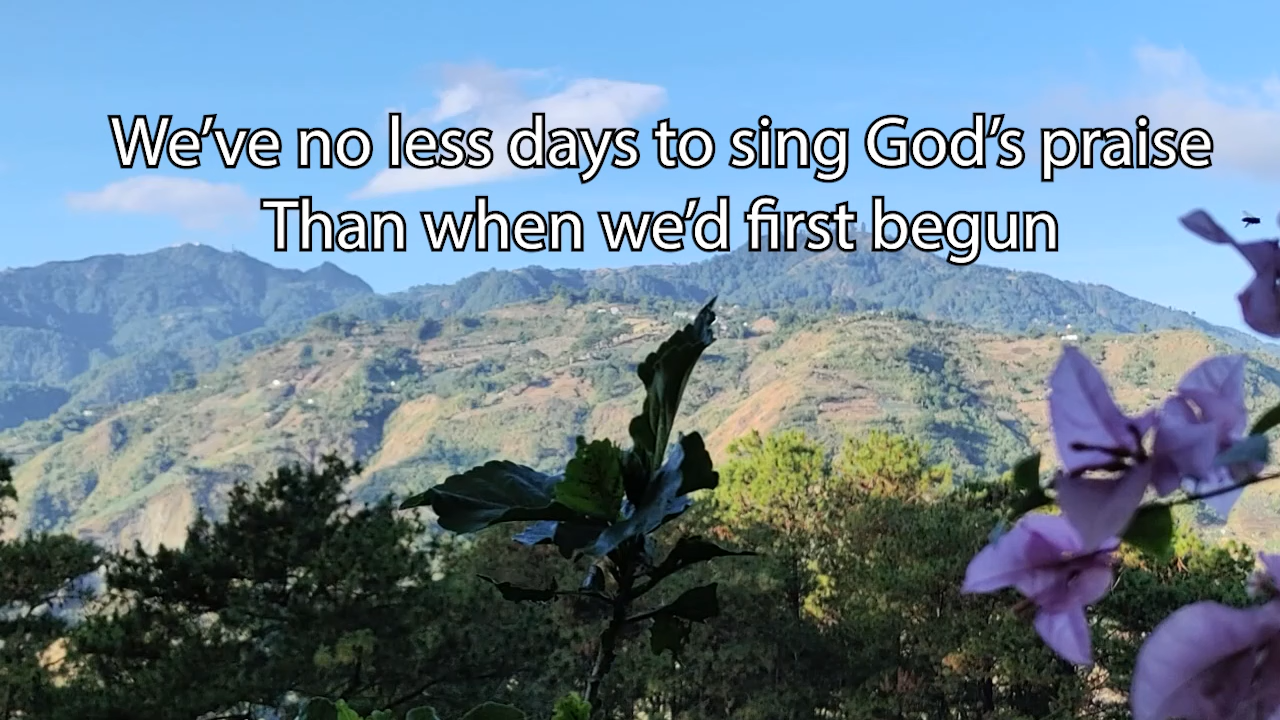 We’ve no less days to sing God’s praise
Than when we’d first begun